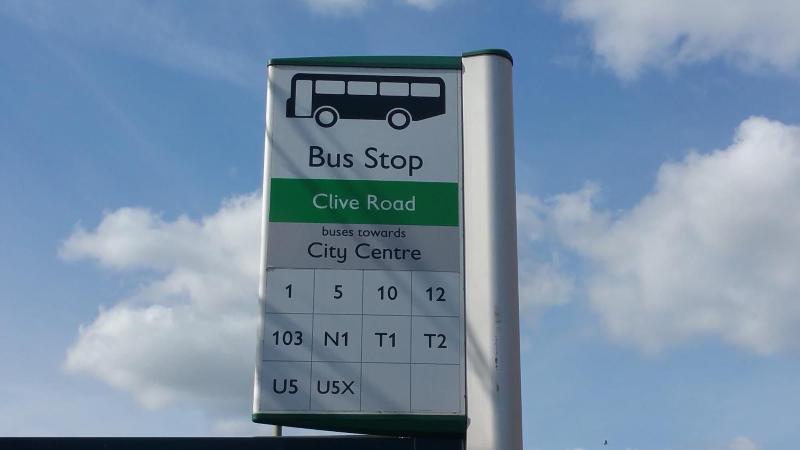 Bus Stop
Clive Road
buses towards
City Centre
1 5 10 12
103 N1 T1 T2
U5 U5X